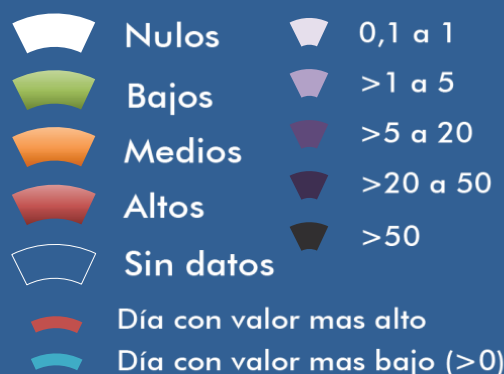 Nulos
Bajos
Medios
Altos
Sin datos
0,1 a 1
>1 a 5
>5 a 20
>20 a 50
>50
Día con valor mas alto
Día con valor mas bajo (>0)